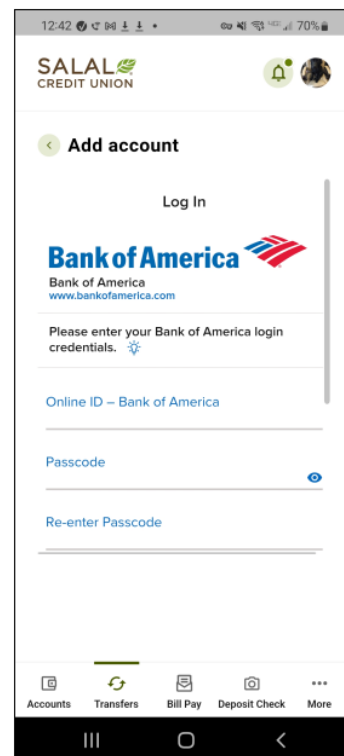 12:42
70%
SALAL
CREDIT UNION
Add account
Log In
Bank of America
Bank of America
www.bankofamerica.com
Please enter your Bank of America login
credentials.
Online ID – Bank of America
Passcode
Re-enter Passcode
Accounts Transfers Bill Pay Deposit Check More